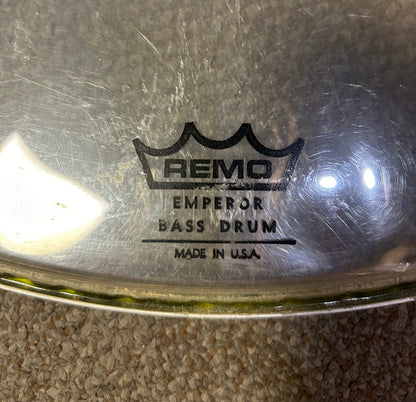 REMO
EMPEROR
BASS DRUM
MADE IN U.S.A.